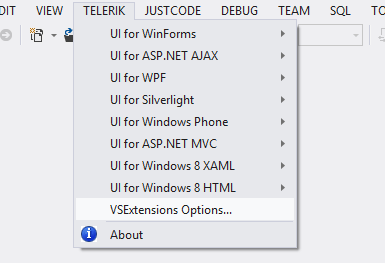 DIT VIEW TELERIK JUSTCODE DEBUG TEAM SQL TO
UI for WinForms
UI for ASP.NET AJAX
UI for WPF
UI for Silverlight
UI for Windows Phone
UI for ASP.NET MVC
UI for Windows 8 XAML
UI for Windows 8 HTML
VSExtensions Options...
About